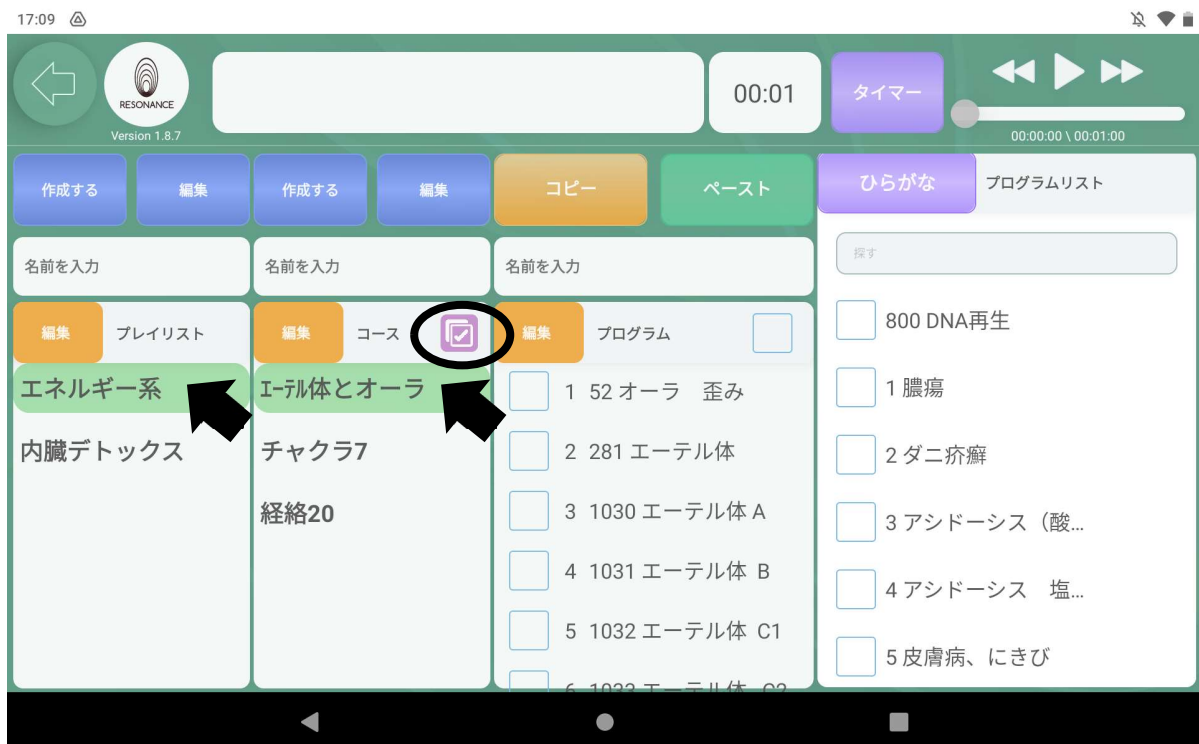 17:09
RESONANCE
Version 1.8.7
00:01
タイマー
00:00:00 \ 00:01:00
作成する
編集
作成する
編集
コピー
ペースト
ひらがな
プログラムリスト
名前を入力
名前を入力
名前を入力
探す
編集
プレイリスト
編集
コース
編集
プログラム
エネルギー系
内臓デトックス
ｴｰﾃﾙ体とオーラ
チャクラ7
経絡20
1 52 オーラ　歪み
2 281 エーテル体
3 1030 エーテル体 A
4 1031 エーテル体 B
5 1032 エーテル体 C1
6 1033 エーテル体 C2
800 DNA再生
1 膿瘍
2 ダニ疥癬
3 アシドーシス（酸...
4 アシドーシス　塩...
5 皮膚病、にきび